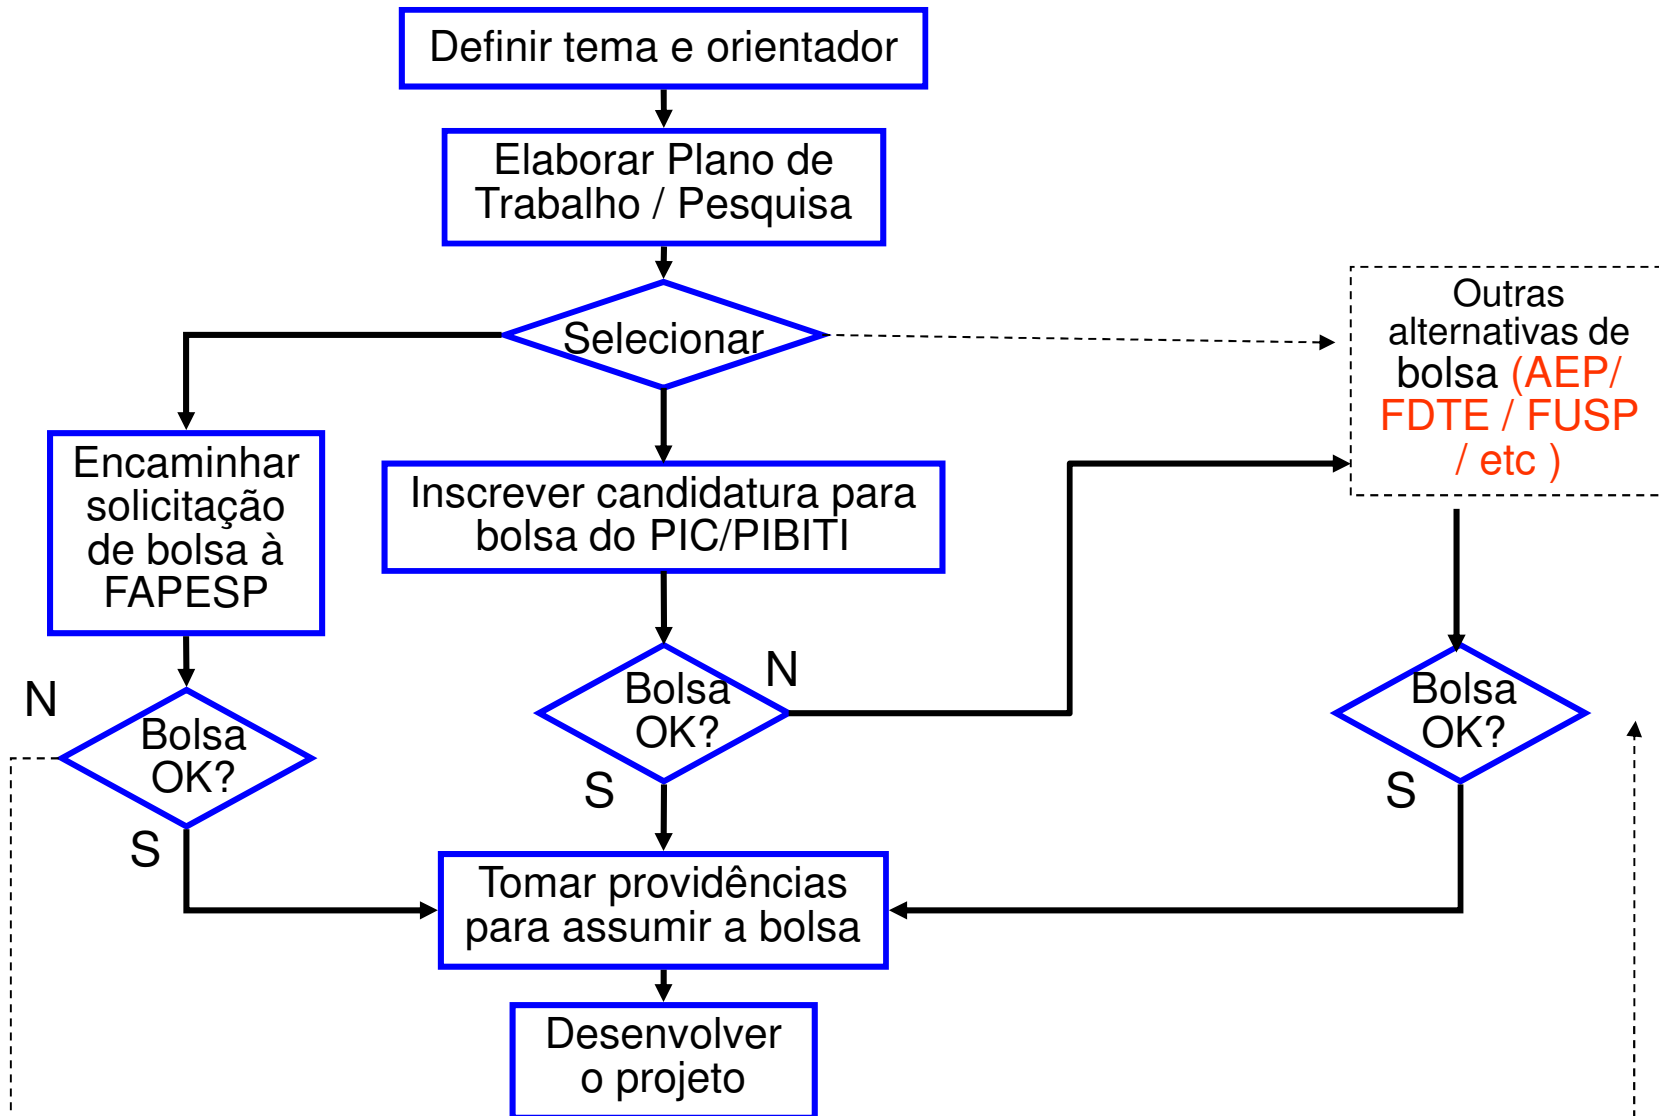 Definir tema e orientador
Elaborar Plano de
Trabalho / Pesquisa
Selecionar
Outras
alternativas de
bolsa (AEP/
FDTE / FUSP
/ etc )
Encaminhar
solicitação
de bolsa à
FAPESP
Inscrever candidatura para
bolsa do PIC/PIBITI
N
Bolsa
OK?
S
N
Bolsa
OK?
S
Bolsa
OK?
S
Tomar providências
para assumir a bolsa
Desenvolver
o projeto